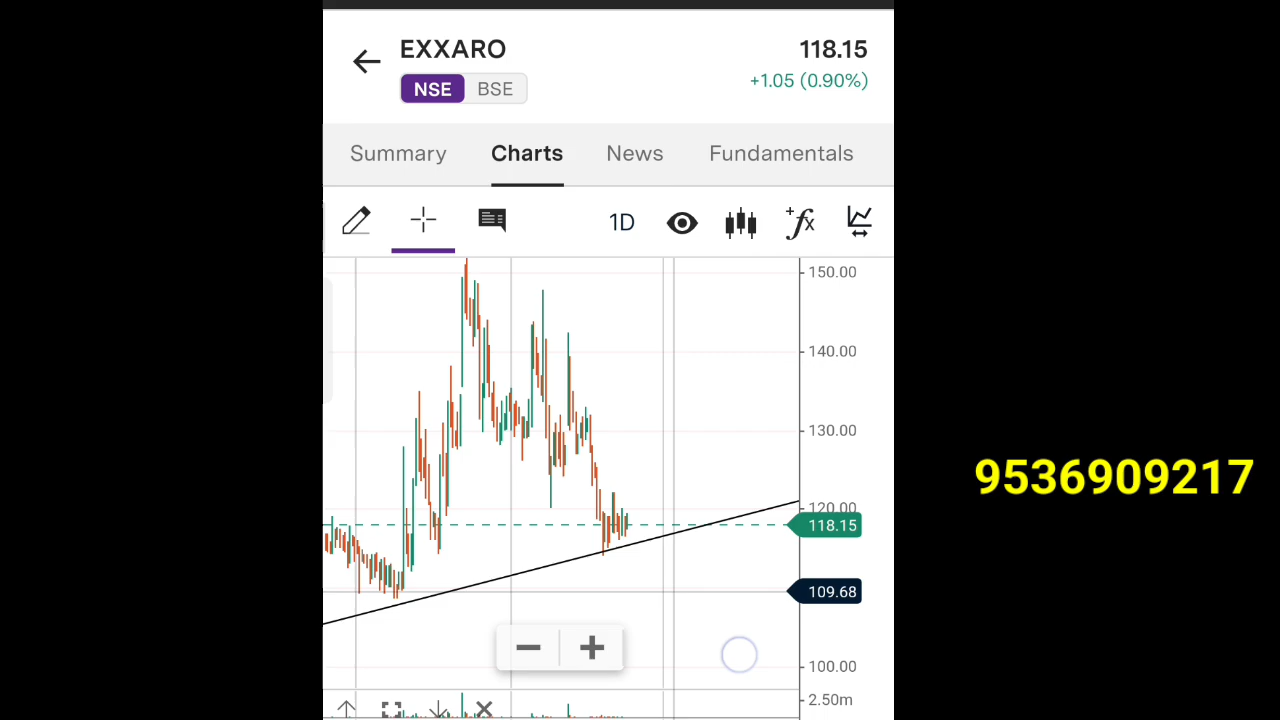 EXXARO
118.15
NSE
BSE
+1.05 (0.90%)
Summary
Charts
News
Fundamentals
1D
+fx
150.00
140.00
130.00
120.00
118.15
109.68
100.00
2.50m
9536909217